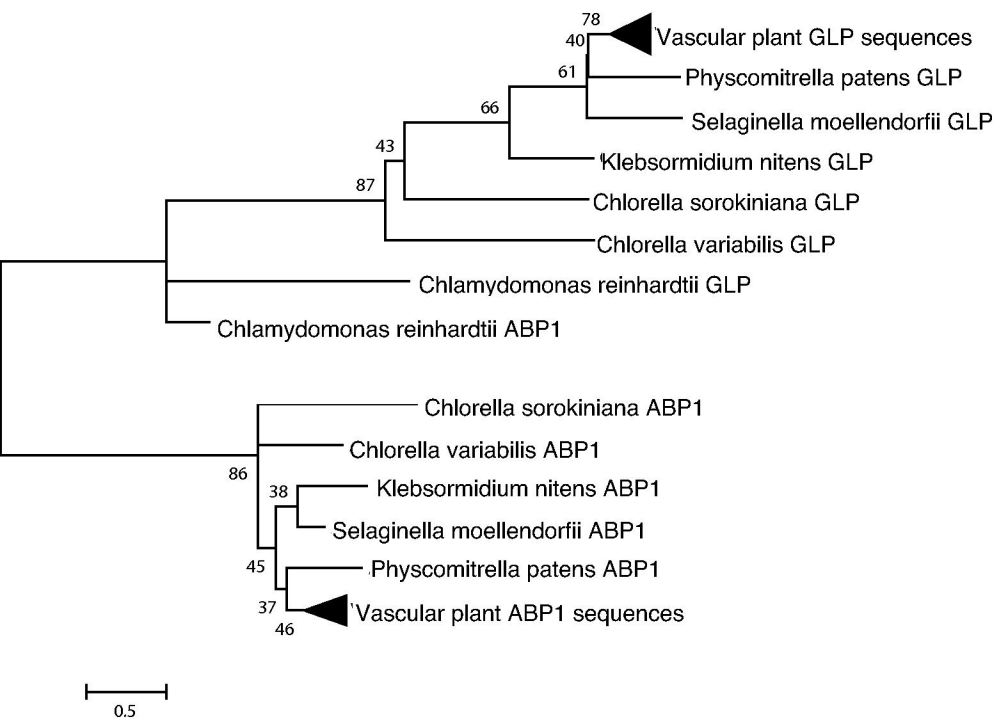 78
Vascular plant GLP sequences
40
61
Physcomitrella patens GLP
66
Selaginella moellendorfii GLP
43
Klebsormidium nitens GLP
87
Chlorella sorokiniana GLP
Chlorella variabilis GLP
Chlamydomonas reinhardtii GLP
Chlamydomonas reinhardtii ABP1
Chlorella sorokiniana ABP1
Chlorella variabilis ABP1
86
38
Klebsormidium nitens ABP1
Selaginella moellendorfii ABP1
45
Physcomitrella patens ABP1
37
Vascular plant ABP1 sequences
46
0.5